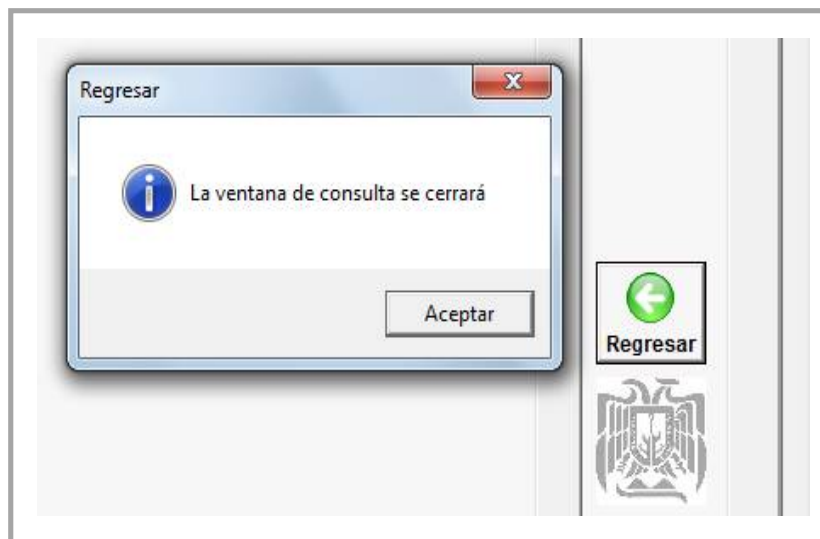 Regresar
La ventana de consulta se cerrará
Aceptar
Regresar